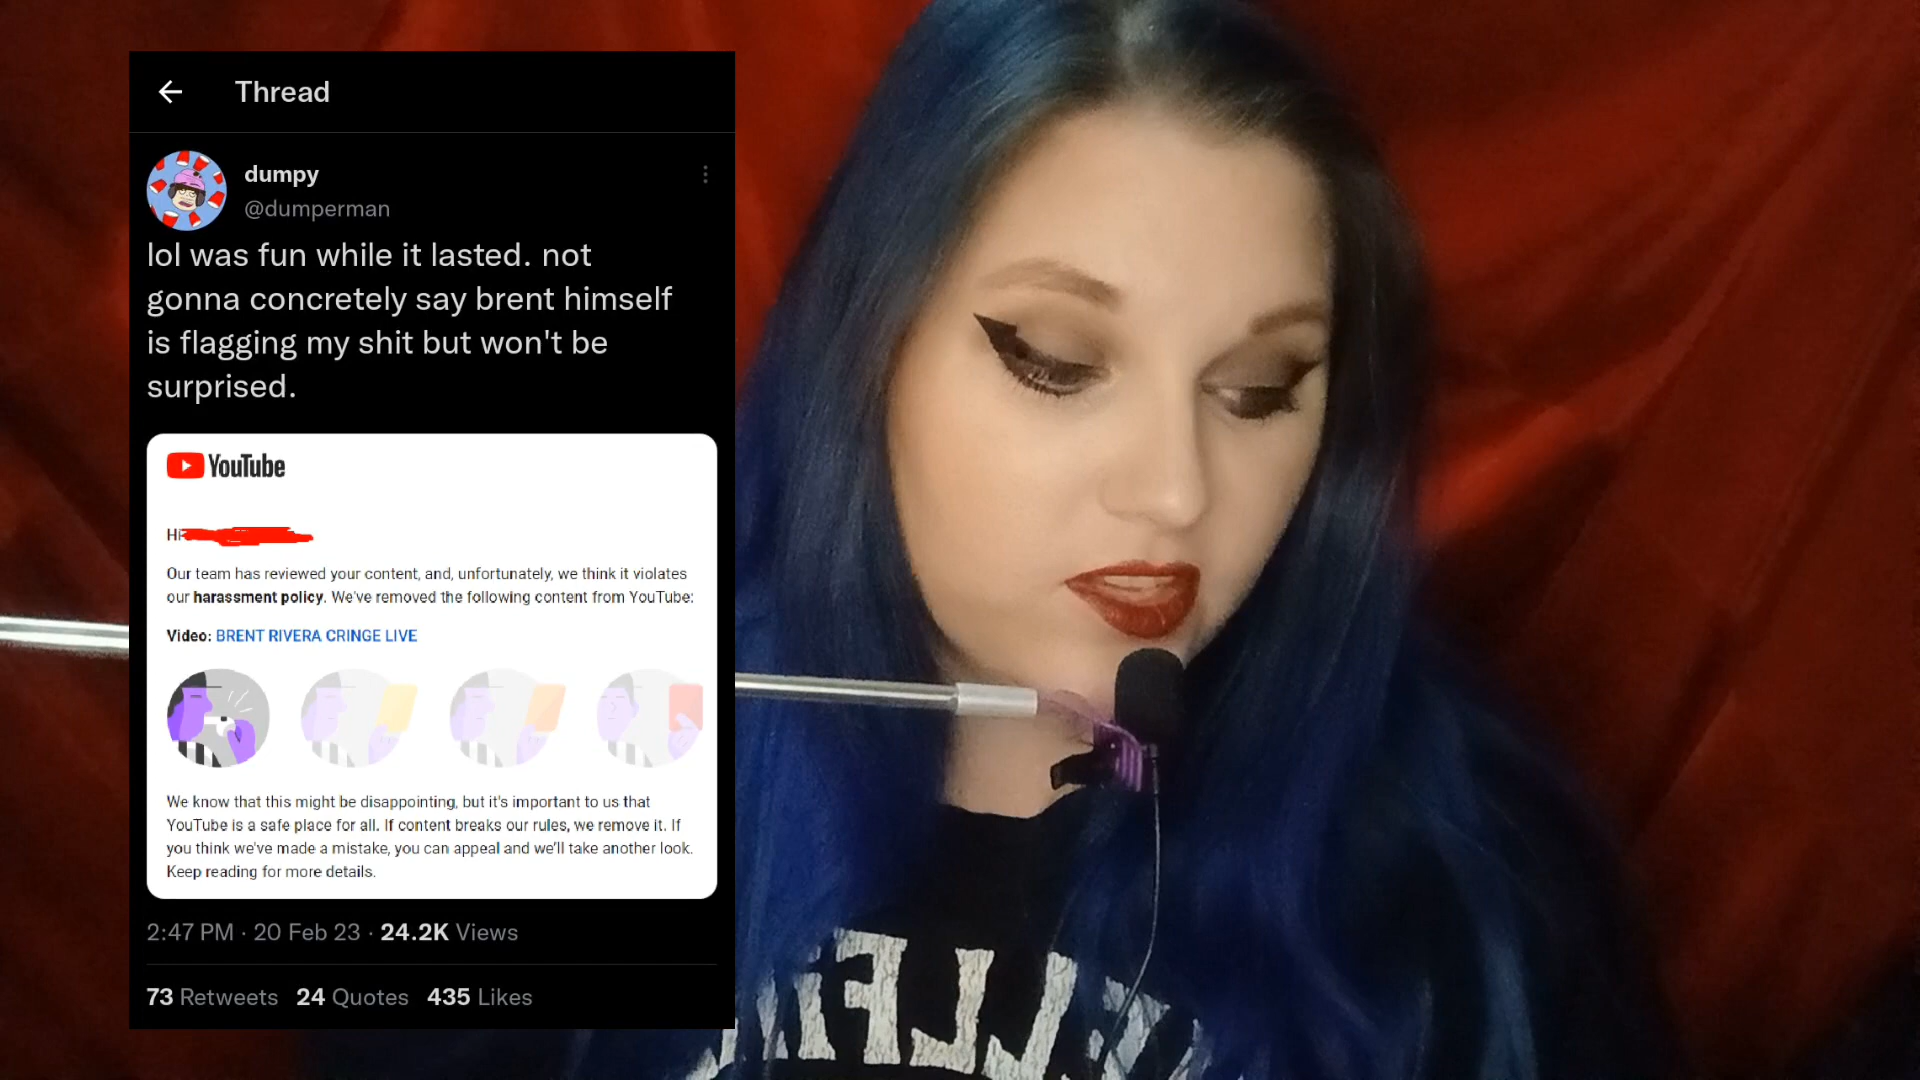 Thread
dumpy
@dumperman
lol was fun while it lasted. not
gonna concretely say brent himself
is flagging my shit but won't be
surprised.
YouTube
Hi
Our team has reviewed your content, and, unfortunately, we think it violates
our harassment policy. We've removed the following content from YouTube:
Video: BRENT RIVERA CRINGE LIVE
We know that this might be disappointing, but it's important to us that
YouTube is a safe place for all. If content breaks our rules, we remove it. If
you think we've made a mistake, you can appeal and we'll take another look.
Keep reading for more details.
2:47 PM · 20 Feb 23 · 24.2K Views
73 Retweets 24 Quotes 435 Likes